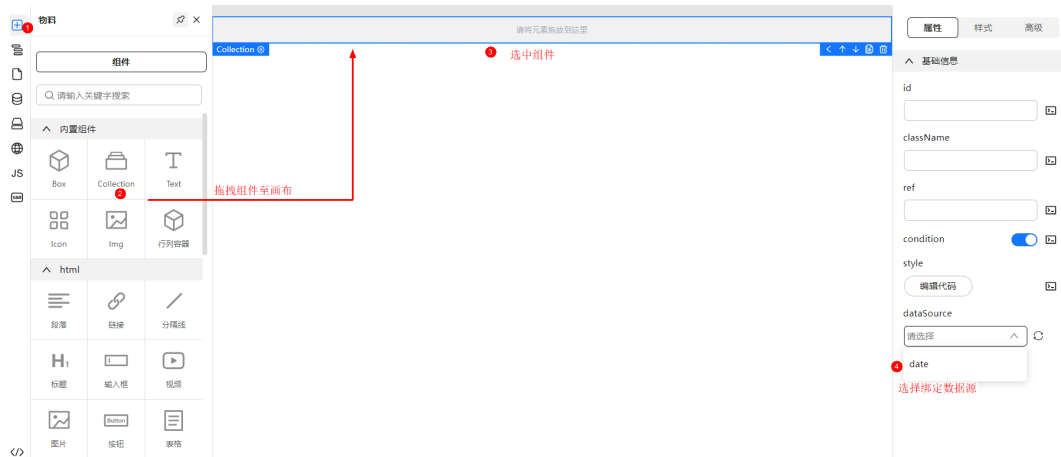 1
物料
组件
请输入关键字搜索
内置组件
Box
Collection
Text
2
Icon
Img
行列容器
html
段落
链接
分隔线
H₁
标题
输入框
视频
Button
图片
按钮
表格
JS
请将元素拖放到这里
Collection
3
选中组件
拖拽组件至画布
属性
样式
高级
基础信息
id
className
ref
condition
style
编辑代码
dataSource
请选择
4
date
选择绑定数据源